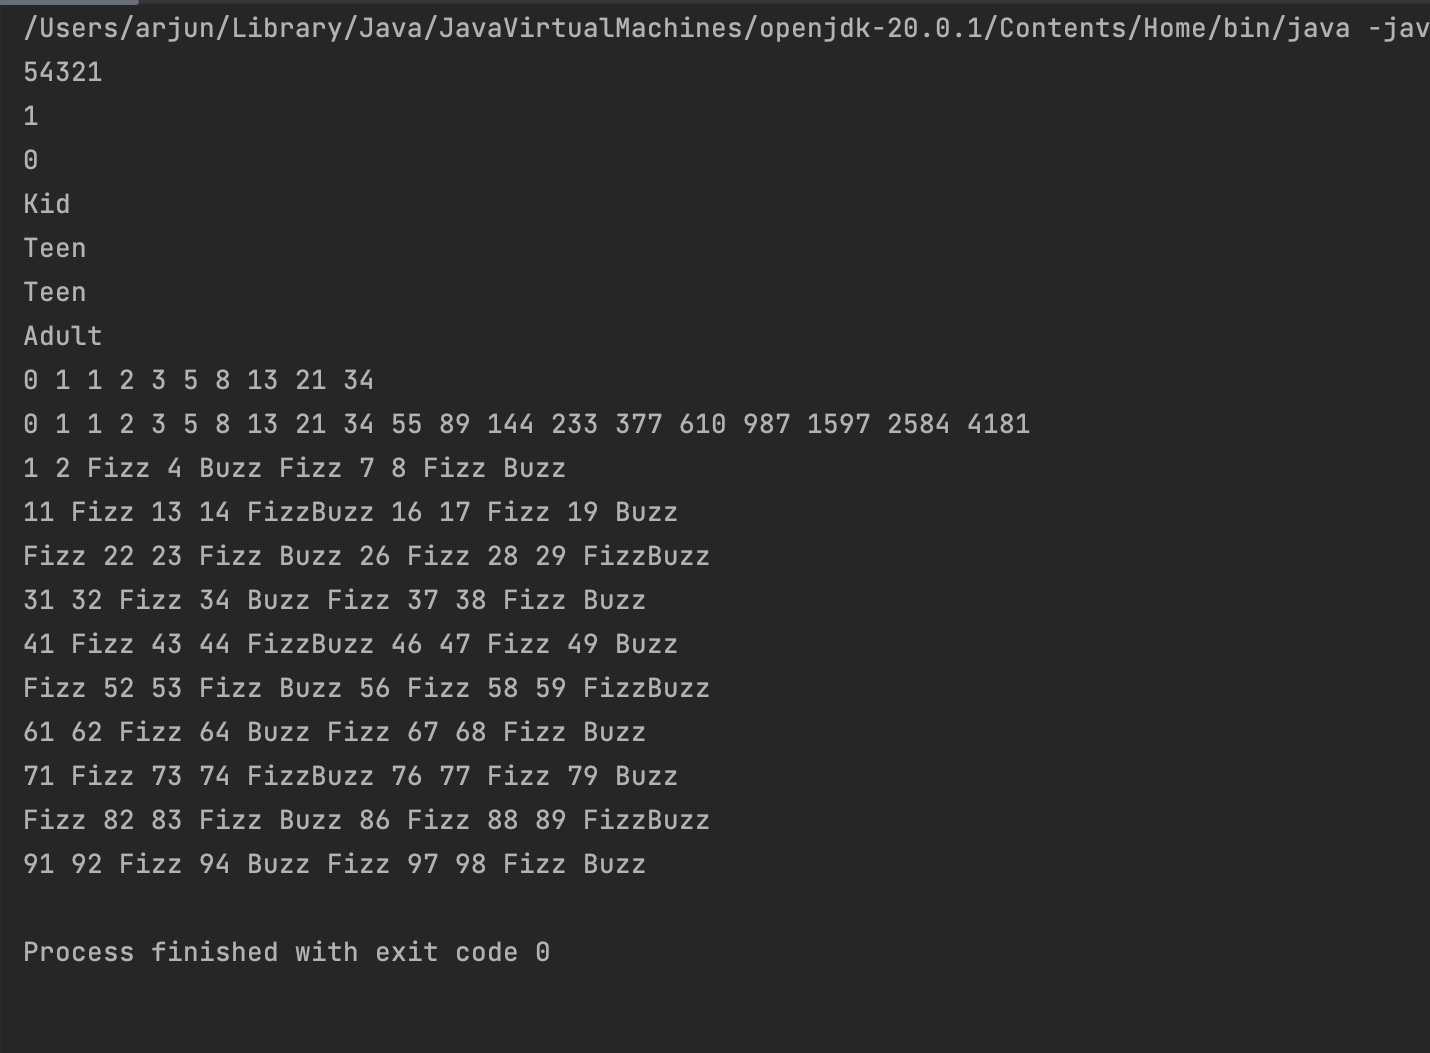 /Users/arjun/Library/Java/JavaVirtualMachines/openjdk-20.0.1/Contents/Home/bin/java -jav
54321
1
0
Kid
Teen
Teen
Adult
0 1 1 2 3 5 8 13 21 34
0 1 1 2 3 5 8 13 21 34 55 89 144 233 377 610 987 1597 2584 4181
1 2 Fizz 4 Buzz Fizz 7 8 Fizz Buzz
11 Fizz 13 14 FizzBuzz 16 17 Fizz 19 Buzz
Fizz 22 23 Fizz Buzz 26 Fizz 28 29 FizzBuzz
31 32 Fizz 34 Buzz Fizz 37 38 Fizz Buzz
41 Fizz 43 44 FizzBuzz 46 47 Fizz 49 Buzz
Fizz 52 53 Fizz Buzz 56 Fizz 58 59 FizzBuzz
61 62 Fizz 64 Buzz Fizz 67 68 Fizz Buzz
71 Fizz 73 74 FizzBuzz 76 77 Fizz 79 Buzz
Fizz 82 83 Fizz Buzz 86 Fizz 88 89 FizzBuzz
91 92 Fizz 94 Buzz Fizz 97 98 Fizz Buzz
Process finished with exit code 0